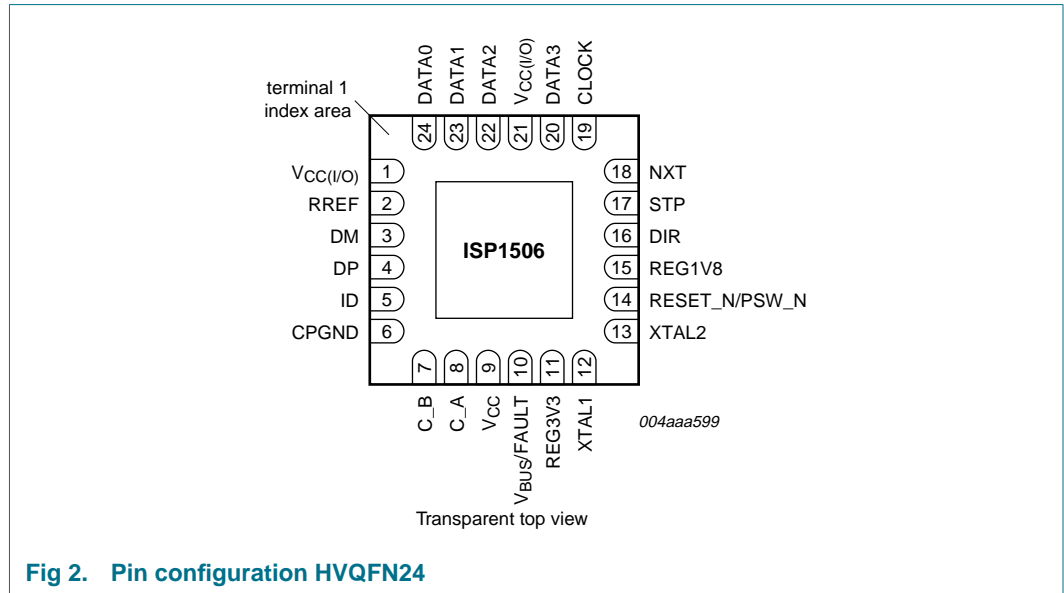 DATA0
DATA1
DATA2
VCC(I/O)
DATA3
CLOCK
terminal 1
index area
24
23
22
21
20
19
VCC(I/O) 1
RREF 2
DM 3
DP 4
ID 5
CPGND 6
ISP1506
18 NXT
17 STP
16 DIR
15 REG1V8
14 RESET_N/PSW_N
13 XTAL2
7
8
9
10
11
12
C_B
C_A
VCC
VBUS/FAULT
REG3V3
XTAL1
004aaa599
Transparent top view
Fig 2. Pin configuration HVQFN24